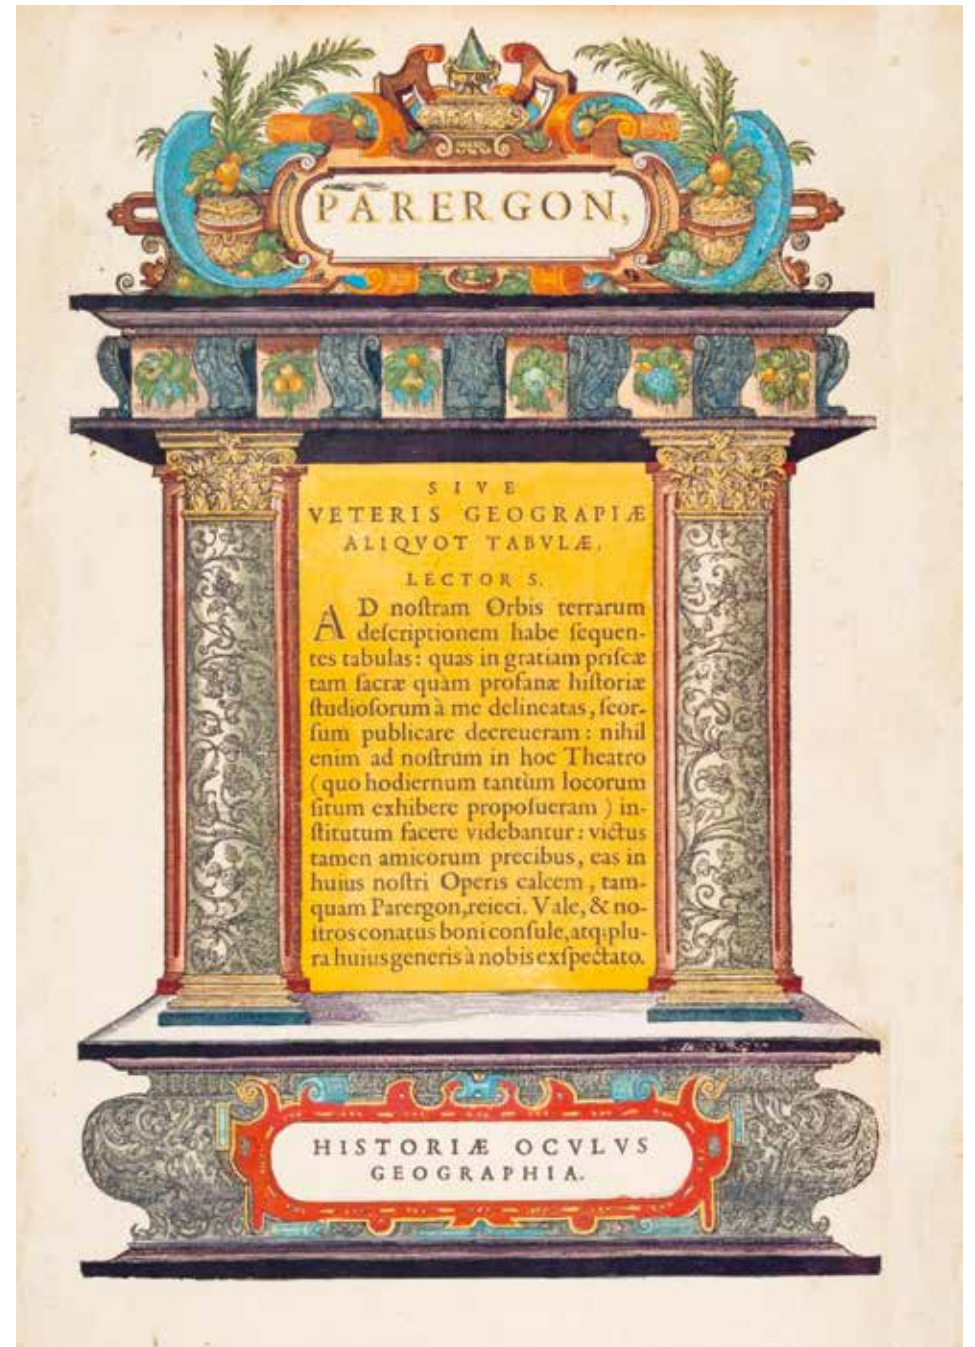 PARERGON,
SIVE
VETERIS GEOGRAPIÆ
ALIQVOT TABVLÆ.
LECTOR S.
AD noſtram Orbis terrarum
deſcriptionem habe ſequen-
tes tabulas: quas in gratiam priſcæ
tam ſacræ quàm profanæ hiſtoriæ
ſtudioſorum à me delineatas, ſeor-
ſum publicare decreueram: nihil
enim ad noſtrum in hoc Theatro
(quo hodiernum tantùm locorum
ſitum exhibere propoſueram) in-
ſtitutum facere videbantur: victus
tamen amicorum precibus, eas in
huius noſtri Operis calcem, tam-
quam Parergon, reieci. Vale, & no-
ſtros conatus boni conſule, atq; plu-
ra huius generis à nobis exſpectato.
HISTORIÆ OCVLVS
GEOGRAPHIA.